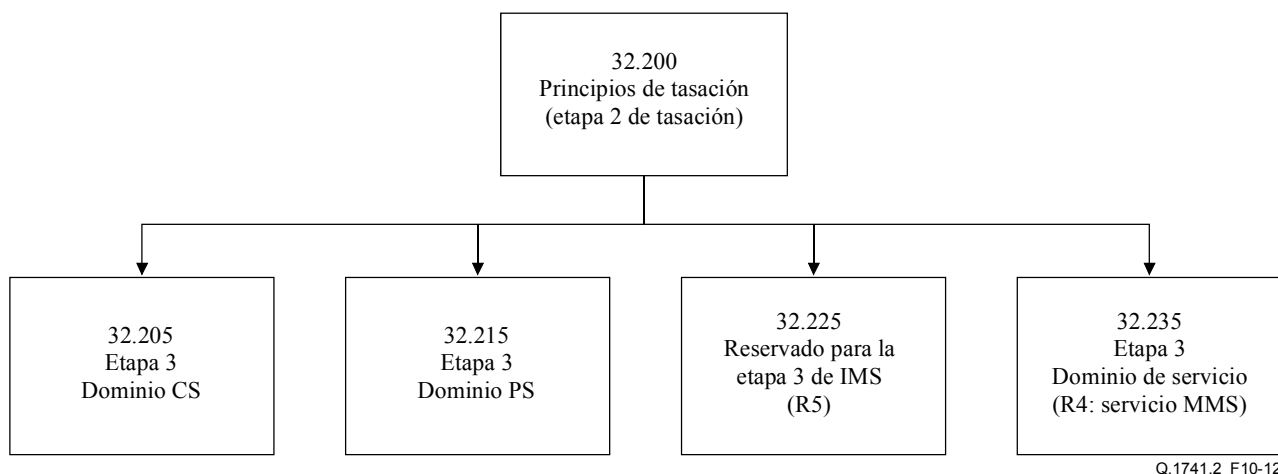 32.200
Principios de tasación
(etapa 2 de tasación)
32.205
Etapa 3
Dominio CS
32.215
Etapa 3
Dominio PS
32.225
Reservado para la
etapa 3 de IMS
(R5)
32.235
Etapa 3
Dominio de servicio
(R4: servicio MMS)
Q.1741.2_F10-12